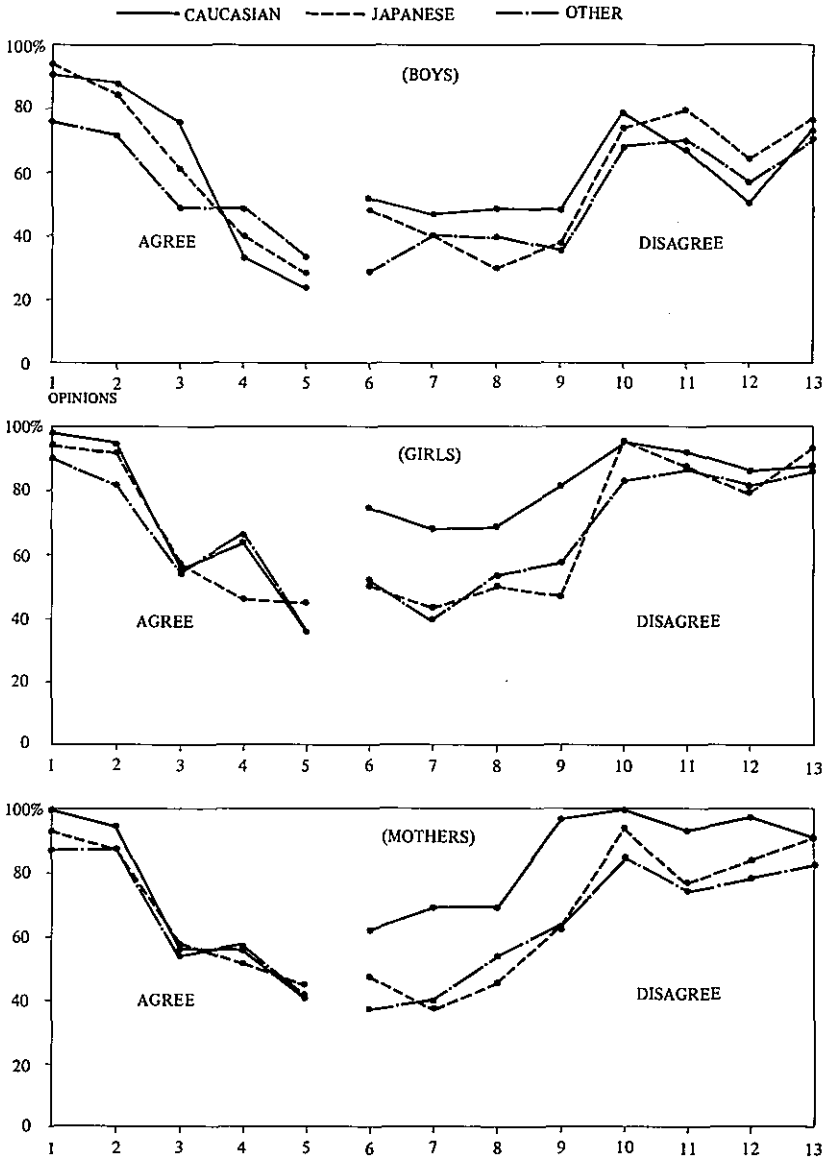 CAUCASIAN JAPANESE OTHER
100%
(BOYS)
80
60
40
AGREE DISAGREE
20
0
1 2 3 4 5 6 7 8 9 10 11 12 13
OPINIONS
100%
(GIRLS)
80
60
40
AGREE DISAGREE
20
0
1 2 3 4 5 6 7 8 9 10 11 12 13
100%
(MOTHERS)
80
60
40
AGREE DISAGREE
20
0
1 2 3 4 5 6 7 8 9 10 11 12 13